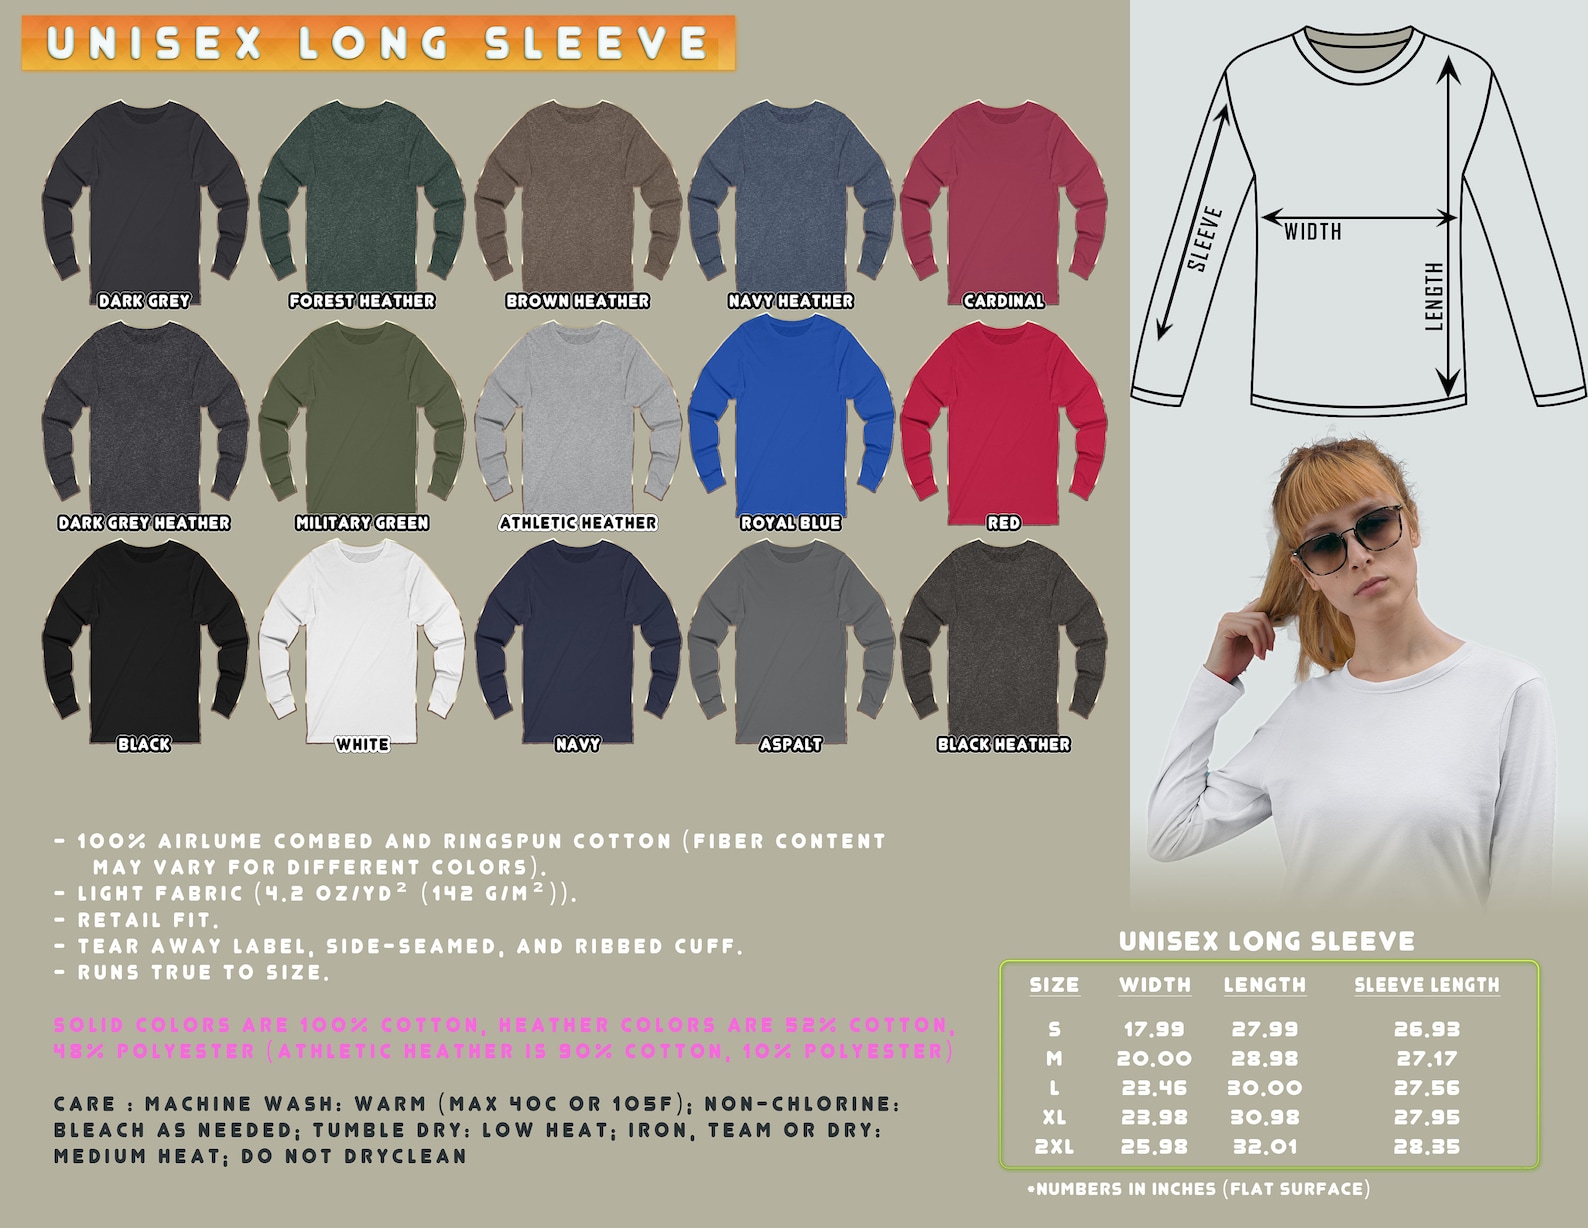 UNISEX LONG SLEEVE
DARK GREY
FOREST HEATHER
BROWN HEATHER
NAVY HEATHER
CARDINAL
DARK GREY HEATHER
MILITARY GREEN
ATHLETIC HEATHER
ROYAL BLUE
RED
BLACK
WHITE
NAVY
ASPALT
BLACK HEATHER
SLEEVE
WIDTH
LENGTH
- 100% AIRLUME COMBED AND RINGSPUN COTTON (FIBER CONTENT
MAY VARY FOR DIFFERENT COLORS).
- LIGHT FABRIC (4.2 OZ/YD² (142 G/M²)).
- RETAIL FIT.
- TEAR AWAY LABEL, SIDE-SEAMED, AND RIBBED CUFF.
- RUNS TRUE TO SIZE.
SOLID COLORS ARE 100% COTTON, HEATHER COLORS ARE 52% COTTON,
48% POLYESTER (ATHLETIC HEATHER IS 90% COTTON, 10% POLYESTER)
CARE : MACHINE WASH: WARM (MAX 40C OR 105F); NON-CHLORINE:
BLEACH AS NEEDED; TUMBLE DRY: LOW HEAT; IRON, TEAM OR DRY:
MEDIUM HEAT; DO NOT DRYCLEAN
UNISEX LONG SLEEVE
SIZE WIDTH LENGTH SLEEVE LENGTH
S 17.99 27.99 26.93
M 20.00 28.98 27.17
L 23.46 30.00 27.56
XL 23.98 30.98 27.95
2XL 25.98 32.01 28.35
*NUMBERS IN INCHES (FLAT SURFACE)